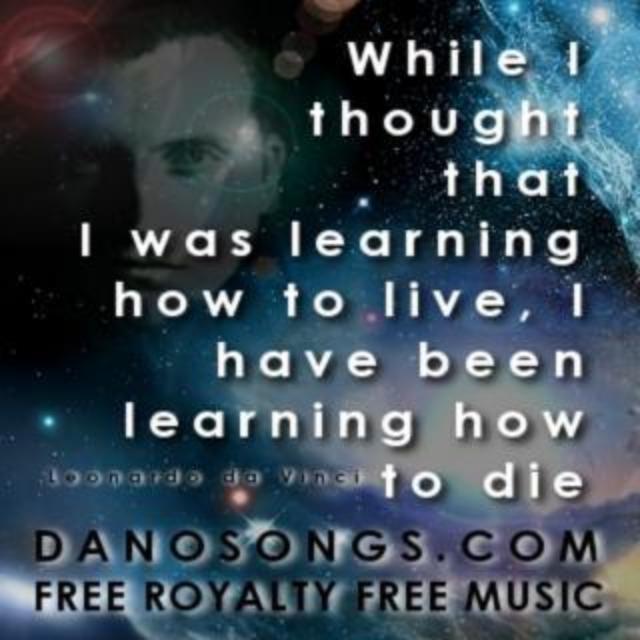 While I
thought
that
I was learning
how to live, I
have been
learning how
to die
Leonardo da Vinci
DANOSONGS.COM
FREE ROYALTY FREE MUSIC